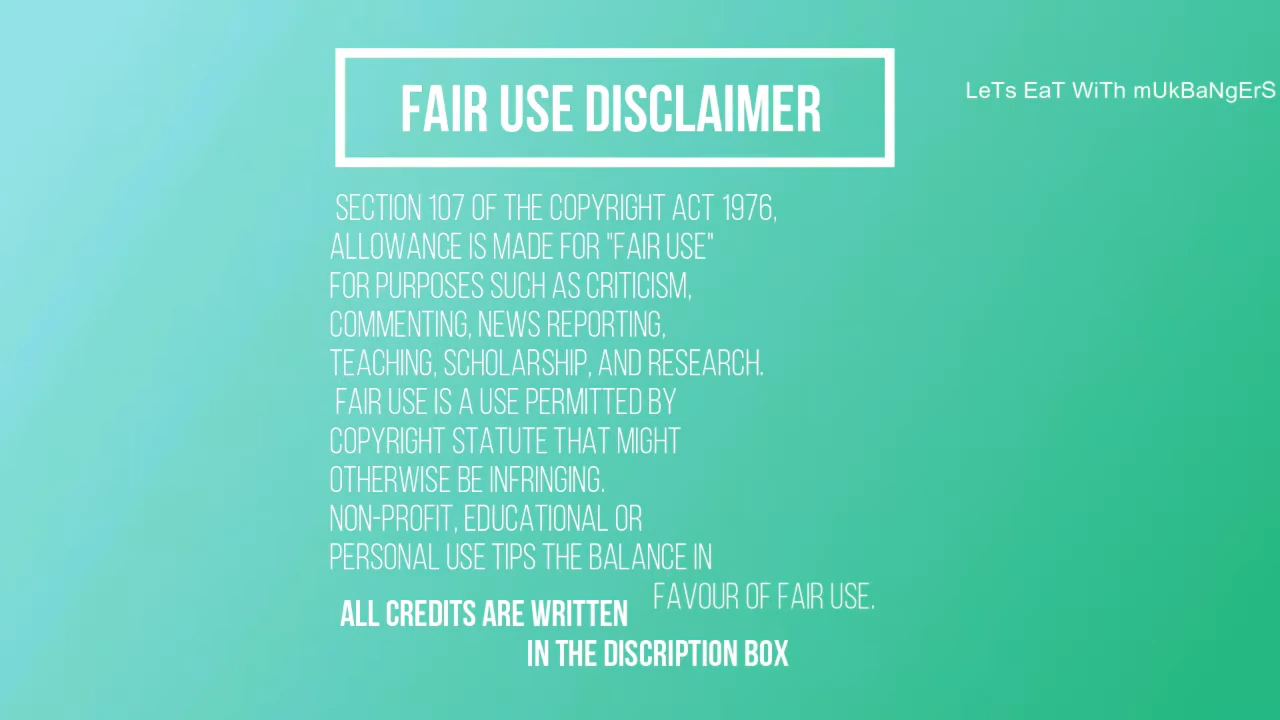 FAIR USE DISCLAIMER
LeTs EaT WiTh mUkBaNgErS
SECTION 107 OF THE COPYRIGHT ACT 1976,
ALLOWANCE IS MADE FOR "FAIR USE"
FOR PURPOSES SUCH AS CRITICISM,
COMMENTING, NEWS REPORTING,
TEACHING, SCHOLARSHIP, AND RESEARCH.
FAIR USE IS A USE PERMITTED BY
COPYRIGHT STATUTE THAT MIGHT
OTHERWISE BE INFRINGING.
NON-PROFIT, EDUCATIONAL OR
PERSONAL USE TIPS THE BALANCE IN
FAVOUR OF FAIR USE.
ALL CREDITS ARE WRITTEN
IN THE DISCRIPTION BOX